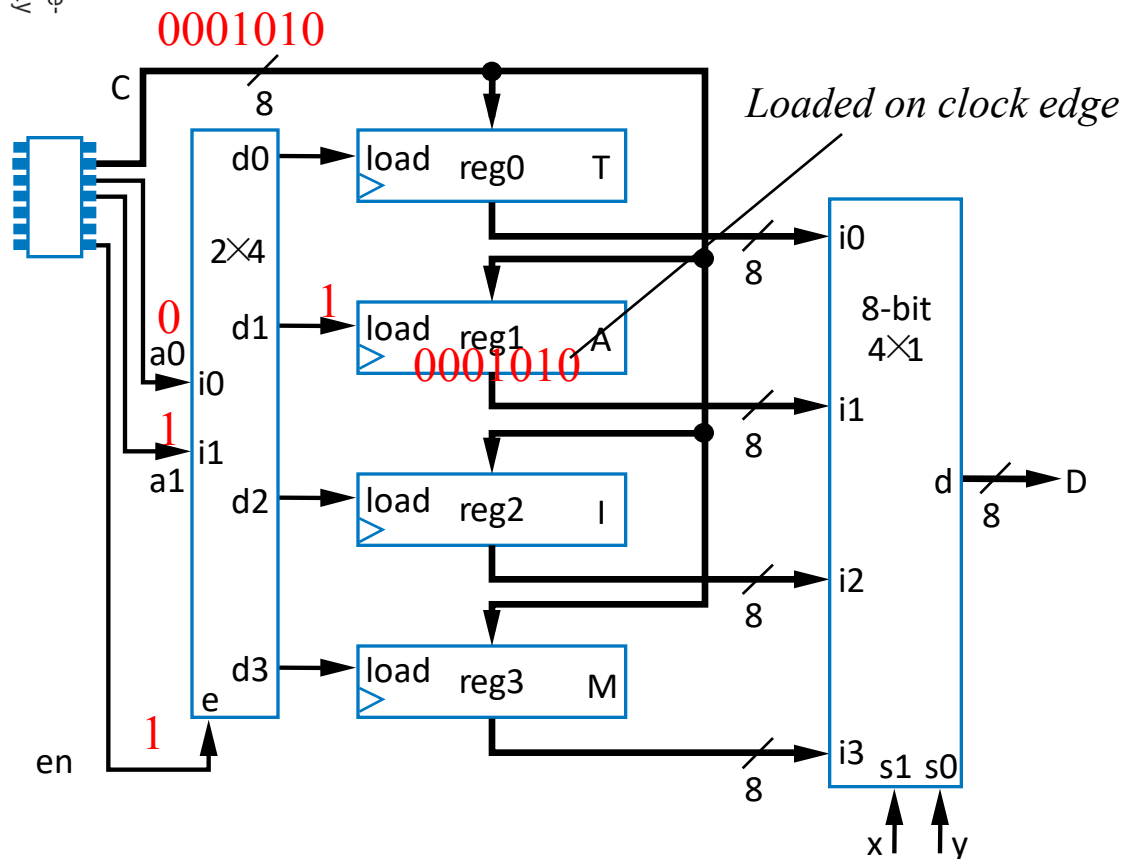 e-
y
0001010
C
8
Loaded on clock edge
d0
load
reg0
T
2×4
i0
8
0
a0
d1
1
load
reg1
A
0001010
8-bit
4×1
i0
1
i1
a1
i1
8
d2
load
reg2
I
d
8
D
i2
8
d3
load
reg3
M
e
1
en
i3
8
s1 s0
x y